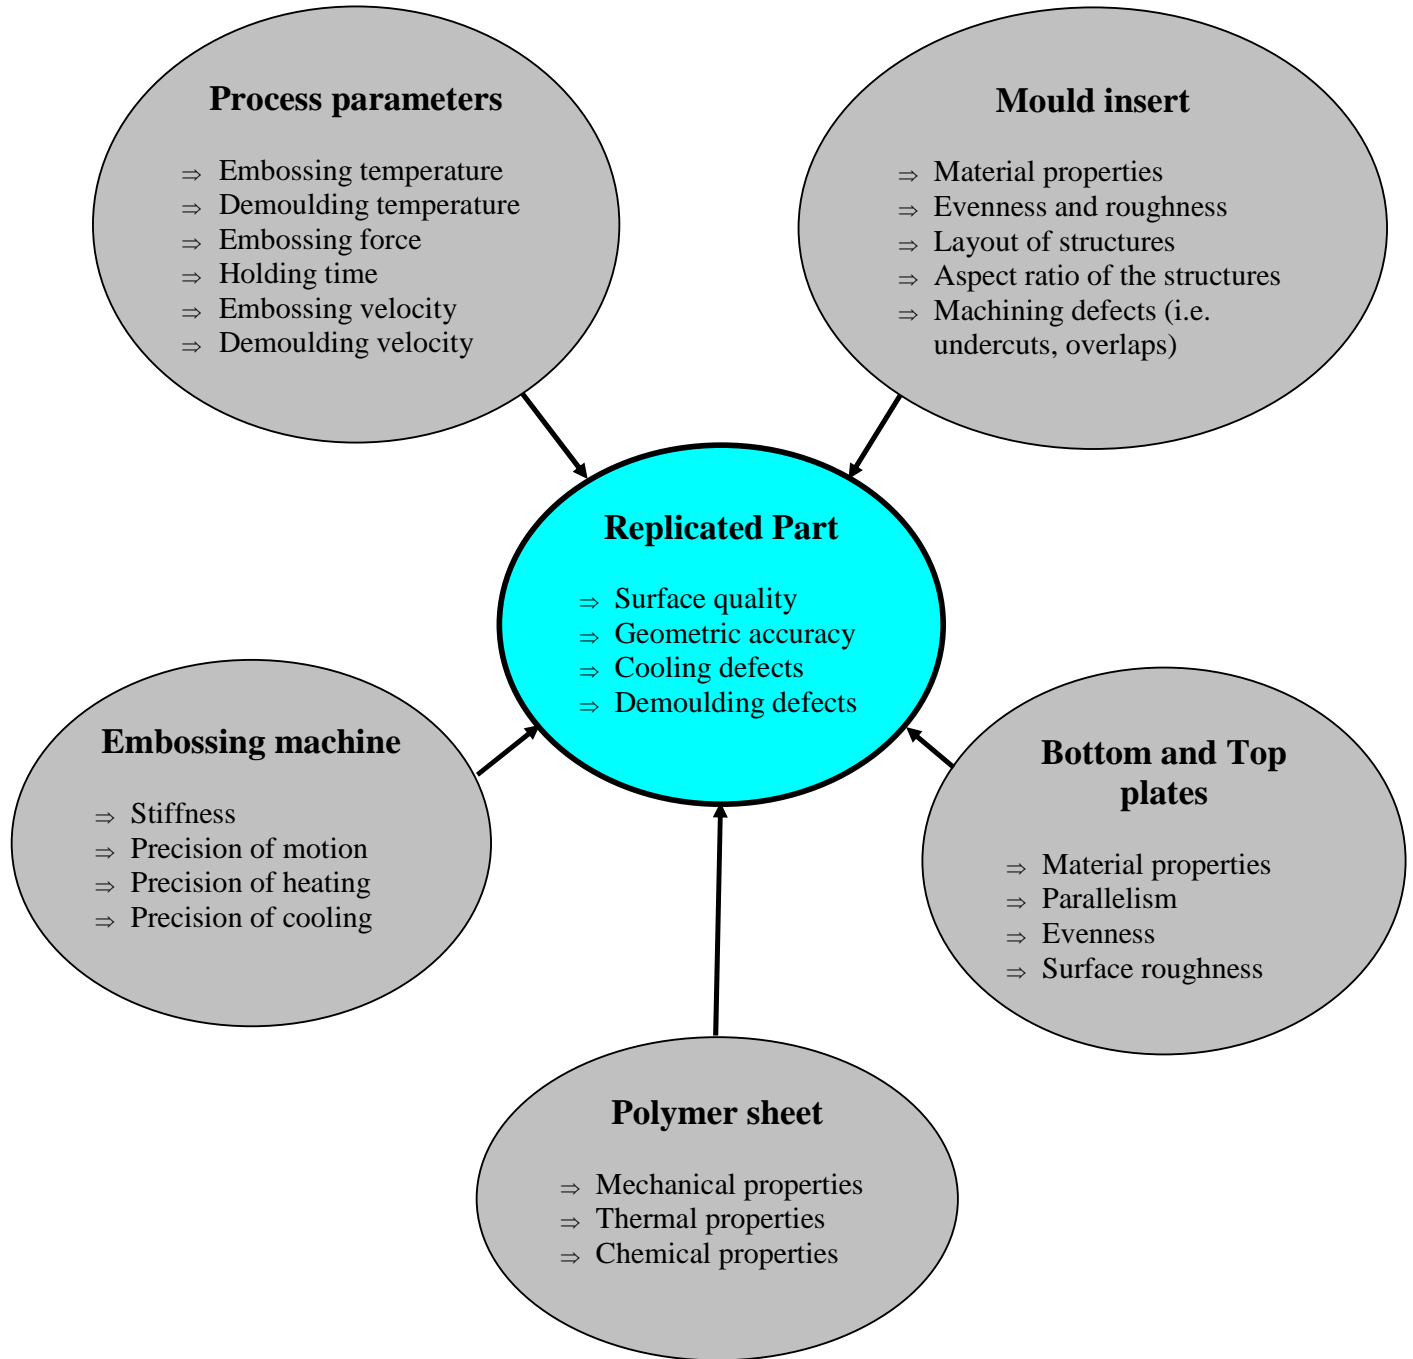 Process parameters
⇒ Embossing temperature
⇒ Demoulding temperature
⇒ Embossing force
⇒ Holding time
⇒ Embossing velocity
⇒ Demoulding velocity
Mould insert
⇒ Material properties
⇒ Evenness and roughness
⇒ Layout of structures
⇒ Aspect ratio of the structures
⇒ Machining defects (i.e.
undercuts, overlaps)
Replicated Part
⇒ Surface quality
⇒ Geometric accuracy
⇒ Cooling defects
⇒ Demoulding defects
Embossing machine
⇒ Stiffness
⇒ Precision of motion
⇒ Precision of heating
⇒ Precision of cooling
Bottom and Top
plates
⇒ Material properties
⇒ Parallelism
⇒ Evenness
⇒ Surface roughness
Polymer sheet
⇒ Mechanical properties
⇒ Thermal properties
⇒ Chemical properties